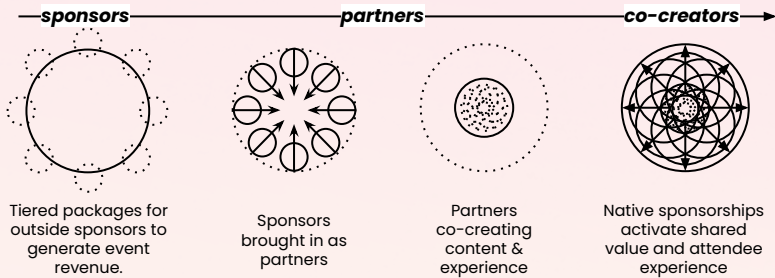 sponsors
partners
co-creators
Tiered packages for
outside sponsors to
generate event
revenue.
Sponsors
brought in as
partners
Partners
co-creating
content &
experience
Native sponsorships
activate shared
value and attendee
experience